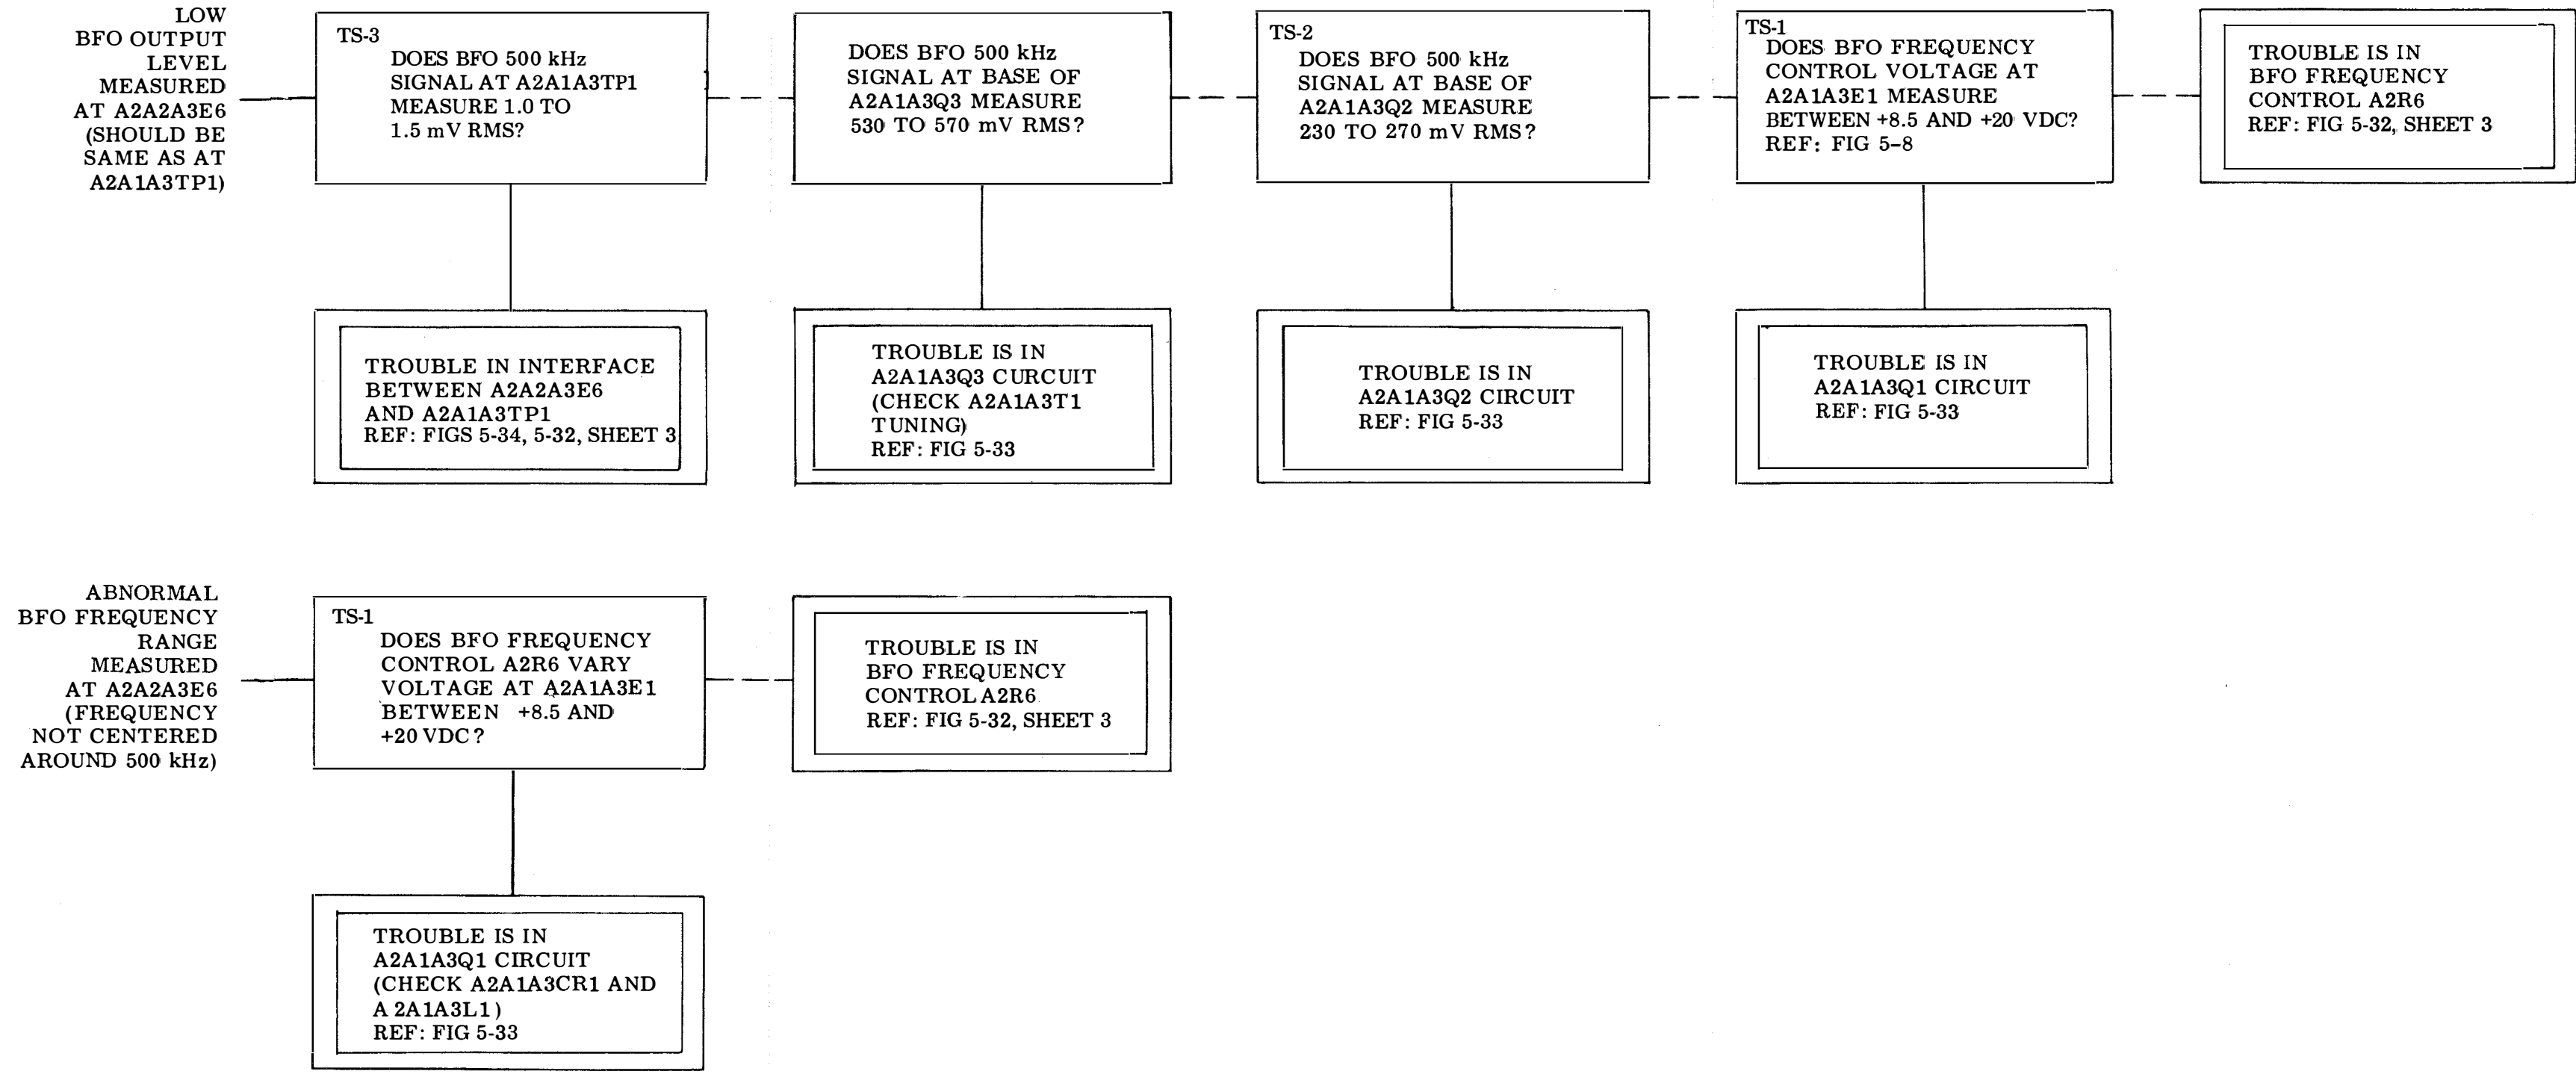 LOW
BFO OUTPUT
LEVEL
MEASURED
AT A2A2A3E6
(SHOULD BE
SAME AS AT
A2A1A3TP1)
TS-3
DOES BFO 500 kHz
SIGNAL AT A2A1A3TP1
MEASURE 1.0 TO
1.5 mV RMS?
DOES BFO 500 kHz
SIGNAL AT BASE OF
A2A1A3Q3 MEASURE
530 TO 570 mV RMS?
TS-2
DOES BFO 500 kHz
SIGNAL AT BASE OF
A2A1A3Q2 MEASURE
230 TO 270 mV RMS?
TS-1
DOES BFO FREQUENCY
CONTROL VOLTAGE AT
A2A1A3E1 MEASURE
BETWEEN +8.5 AND +20 VDC?
REF: FIG 5-8
TROUBLE IS IN
BFO FREQUENCY
CONTROL A2R6
REF: FIG 5-32, SHEET 3
TROUBLE IN INTERFACE
BETWEEN A2A2A3E6
AND A2A1A3TP1
REF: FIGS 5-34, 5-32, SHEET 3
TROUBLE IS IN
A2A1A3Q3 CURCUIT
(CHECK A2A1A3T1
TUNING)
REF: FIG 5-33
TROUBLE IS IN
A2A1A3Q2 CIRCUIT
REF: FIG 5-33
TROUBLE IS IN
A2A1A3Q1 CIRCUIT
REF: FIG 5-33
ABNORMAL
BFO FREQUENCY
RANGE
MEASURED
AT A2A2A3E6
(FREQUENCY
NOT CENTERED
AROUND 500 kHz)
TS-1
DOES BFO FREQUENCY
CONTROL A2R6 VARY
VOLTAGE AT A2A1A3E1
BETWEEN +8.5 AND
+20 VDC?
TROUBLE IS IN
BFO FREQUENCY
CONTROL A2R6
REF: FIG 5-32, SHEET 3
TROUBLE IS IN
A2A1A3Q1 CIRCUIT
(CHECK A2A1A3CR1 AND
A 2A1A3L1)
REF: FIG 5-33